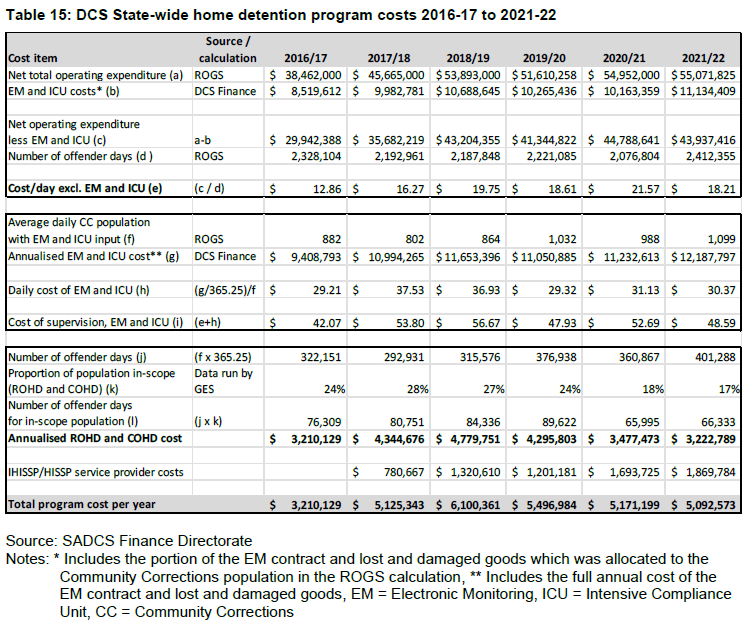 Table 15: DCS State-wide home detention program costs 2016-17 to 2021-22
Source /
Cost item calculation 2016/17 2017/18 2018/19 2019/20 2020/21 2021/22
Net total operating expenditure (a) ROGS $ 38,462,000 $ 45,665,000 $ 53,893,000 $ 51,610,258 $ 54,952,000 $ 55,071,825
EM and ICU costs* (b) DCS Finance $ 8,519,612 $ 9,982,781 $ 10,688,645 $ 10,265,436 $ 10,163,359 $ 11,134,409
Net operating expenditure
less EM and ICU (c) a-b $ 29,942,388 $ 35,682,219 $ 43,204,355 $ 41,344,822 $ 44,788,641 $ 43,937,416
Number of offender days (d ) ROGS 2,328,104 2,192,961 2,187,848 2,221,085 2,076,804 2,412,355
Cost/day excl. EM and ICU (e) (c / d) $ 12.86 $ 16.27 $ 19.75 $ 18.61 $ 21.57 $ 18.21
Average daily CC population
with EM and ICU input (f) ROGS 882 802 864 1,032 988 1,099
Annualised EM and ICU cost** (g) DCS Finance $ 9,408,793 $ 10,994,265 $ 11,653,396 $ 11,050,885 $ 11,232,613 $ 12,187,797
Daily cost of EM and ICU (h) (g/365.25)/f $ 29.21 $ 37.53 $ 36.93 $ 29.32 $ 31.13 $ 30.37
Cost of supervision, EM and ICU (i) (e+h) $ 42.07 $ 53.80 $ 56.67 $ 47.93 $ 52.69 $ 48.59
Number of offender days (j) (f x 365.25) 322,151 292,931 315,576 376,938 360,867 401,288
Proportion of population in-scope Data run by
(ROHD and COHD) (k) GES 24% 28% 27% 24% 18% 17%
Number of offender days
for in-scope population (l) (j x k) 76,309 80,751 84,336 89,622 65,995 66,333
Annualised ROHD and COHD cost $ 3,210,129 $ 4,344,676 $ 4,779,751 $ 4,295,803 $ 3,477,473 $ 3,222,789
IHISSP/HISSP service provider costs $ 780,667 $ 1,320,610 $ 1,201,181 $ 1,693,725 $ 1,869,784
Total program cost per year $ 3,210,129 $ 5,125,343 $ 6,100,361 $ 5,496,984 $ 5,171,199 $ 5,092,573
Source: SADCS Finance Directorate
Notes: * Includes the portion of the EM contract and lost and damaged goods which was allocated to the
Community Corrections population in the ROGS calculation, ** Includes the full annual cost of the
EM contract and lost and damaged goods, EM = Electronic Monitoring, ICU = Intensive Compliance
Unit, CC = Community Corrections